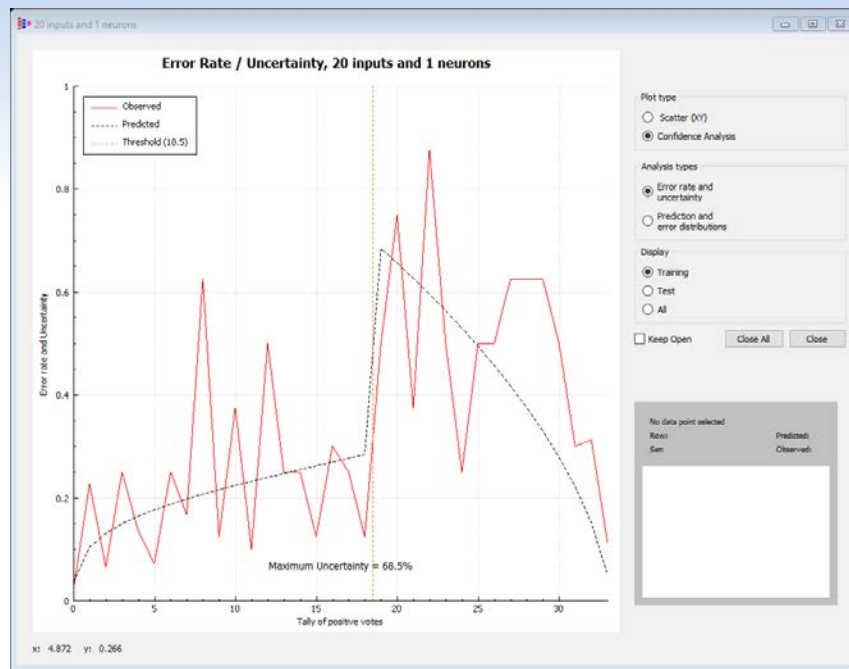 20 inputs and 1 neurons
Error Rate / Uncertainty, 20 inputs and 1 neurons
1
0.8
0.6
0.4
0.2
0
Error rate and Uncertainty
Observed
Predicted
Threshold (10.5)
Maximum Uncertainty = 68.5%
0 5 10 15 20 25 30
Tally of positive votes
x: 4.872 y: 0.266
Plot type
Scatter (XY)
Confidence Analysis
Analysis types
Error rate and
uncertainty
Prediction and
error distributions
Display
Training
Test
All
Keep Open Close All Close
No data point selected
Row: Predicted:
Set: Observed: